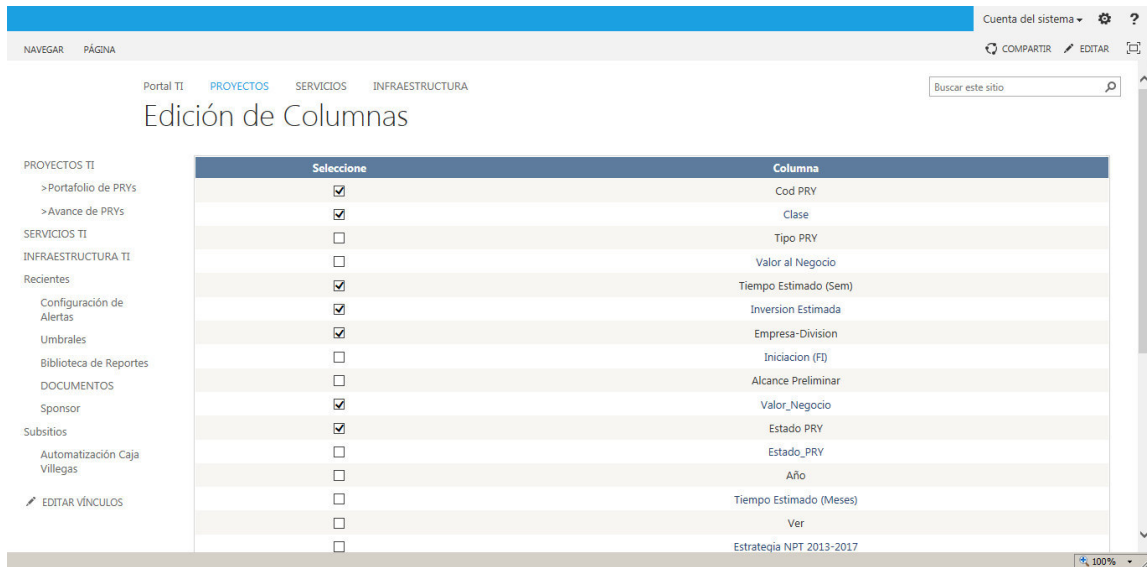 Cuenta del sistema
?
NAVEGAR PÁGINA
COMPARTIR EDITAR
Portal TI PROYECTOS SERVICIOS INFRAESTRUCTURA
Buscar este sitio
Edición de Columnas
PROYECTOS TI
>Portafolio de PRYs
>Avance de PRYs
SERVICIOS TI
INFRAESTRUCTURA TI
Recientes
Configuración de
Alertas
Umbrales
Biblioteca de Reportes
DOCUMENTOS
Sponsor
Subsitios
Automatización Caja
Villegas
EDITAR VÍNCULOS
Seleccione Columna
Cod PRY
Clase
Tipo PRY
Valor al Negocio
Tiempo Estimado (Sem)
Inversion Estimada
Empresa-Division
Iniciacion (FI)
Alcance Preliminar
Valor_Negocio
Estado PRY
Estado_PRY
Año
Tiempo Estimado (Meses)
Ver
Estrategia NPT 2013-2017
100%